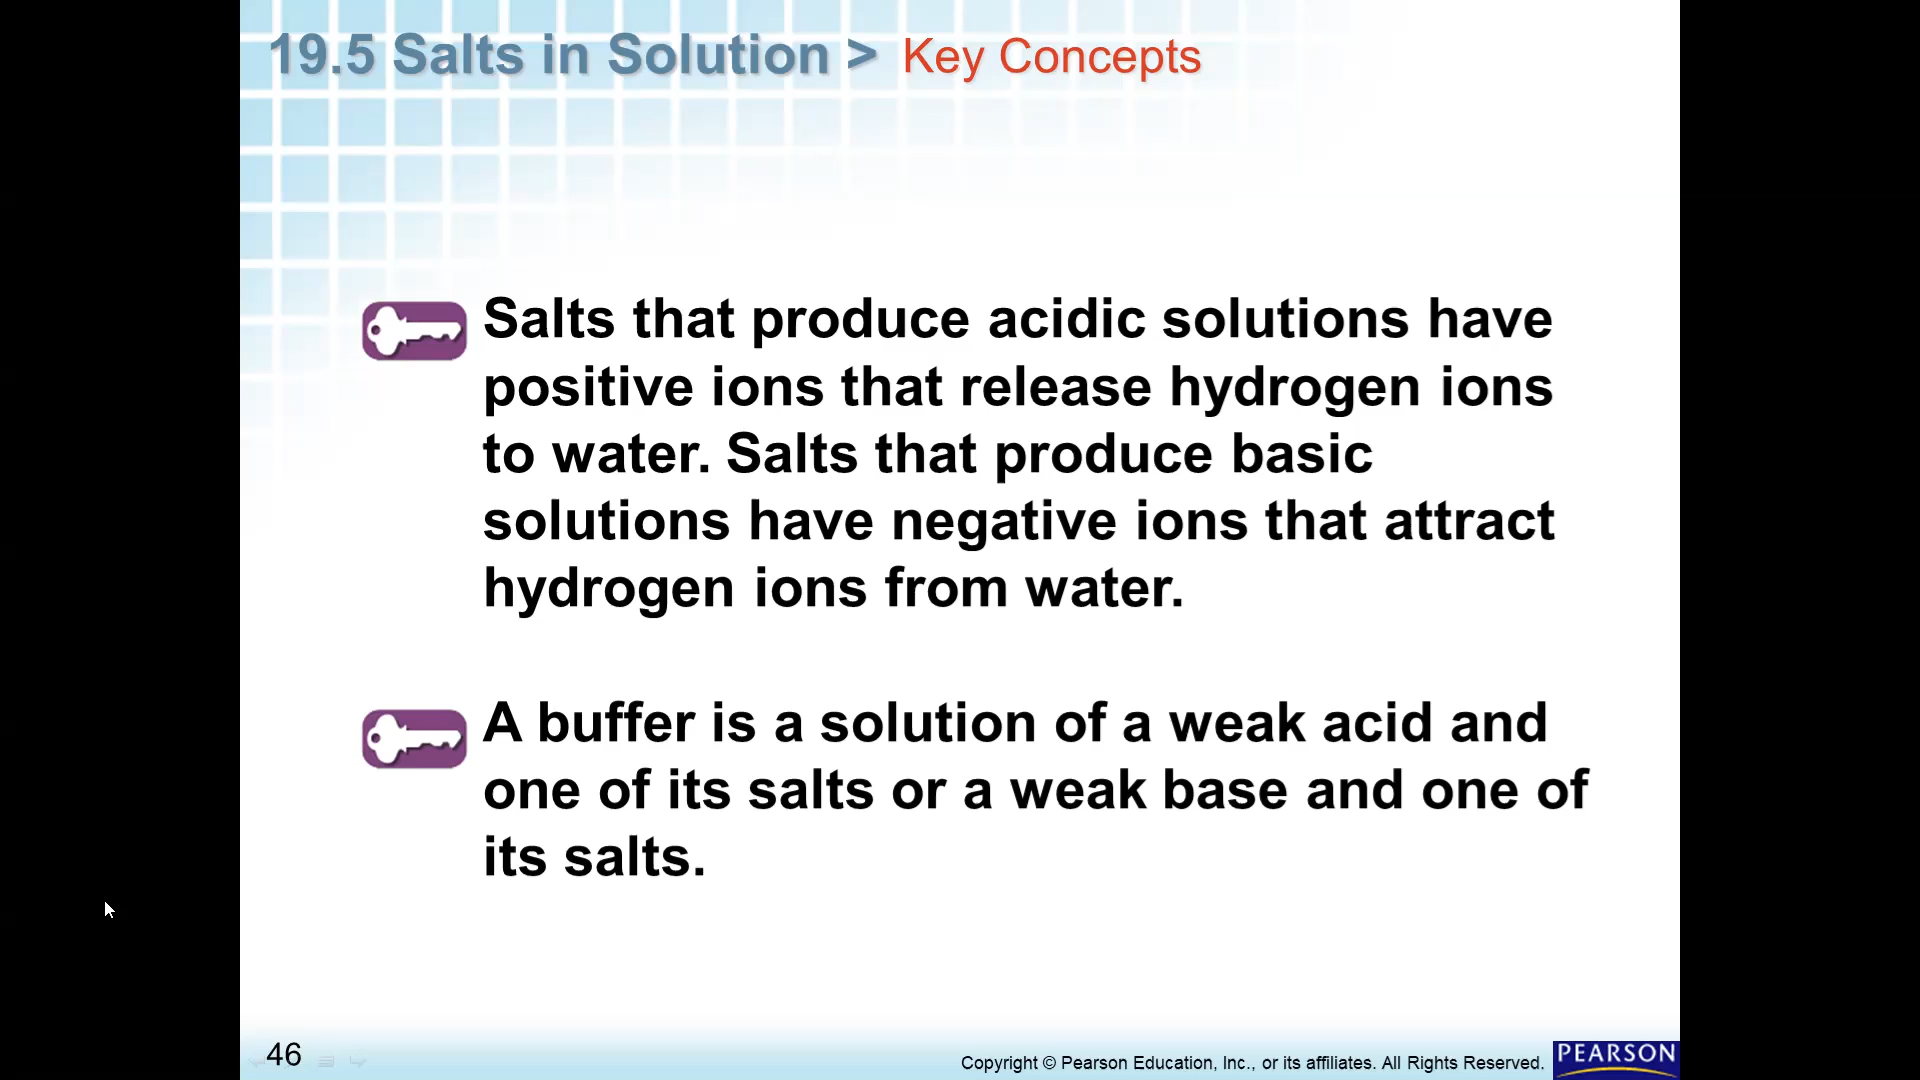 19.5 Salts in Solution > Key Concepts
Salts that produce acidic solutions have
positive ions that release hydrogen ions
to water. Salts that produce basic
solutions have negative ions that attract
hydrogen ions from water.
A buffer is a solution of a weak acid and
one of its salts or a weak base and one of
its salts.
46
Copyright © Pearson Education, Inc., or its affiliates. All Rights Reserved.
PEARSON